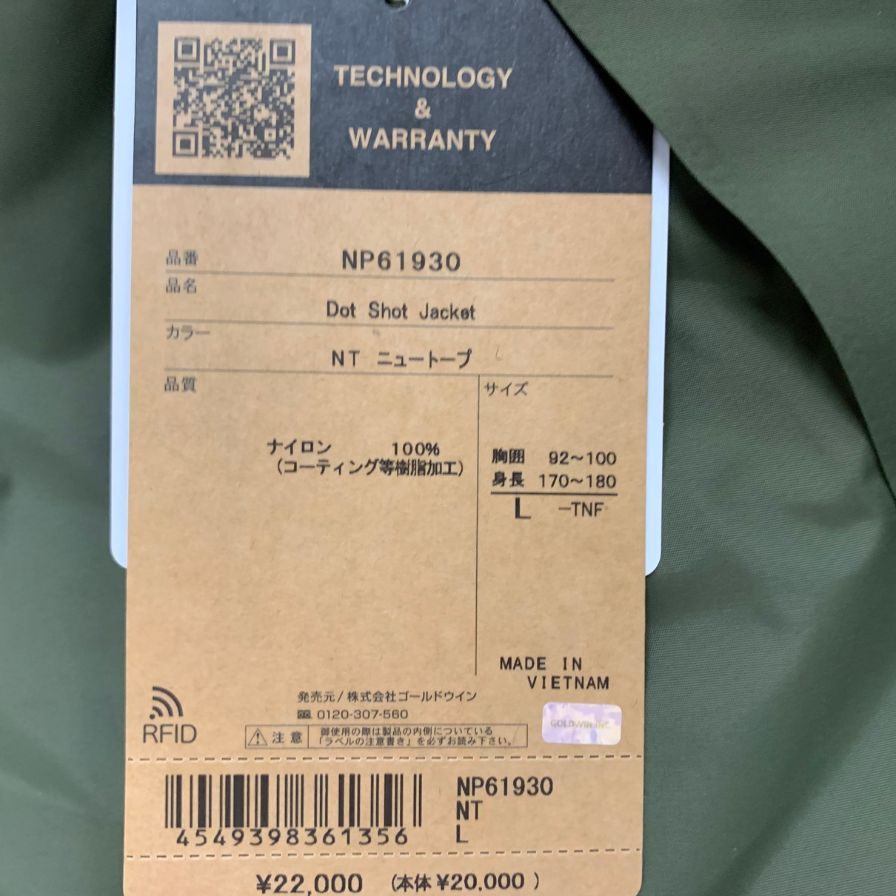 TECHNOLOGY
&
WARRANTY
品番 NP61930
品名
Dot Shot Jacket
カラー
NT ニュートープ
品質
サイズ
ナイロン 100%
(コーティング等樹脂加工)
胸囲 92~100
身長 170~180
L -TNF
MADE IN
VIETNAM
発売元/株式会社ゴールドウイン
0120-307-560
RFID
注意
御使用の際は製品の内側についている
「ラベルの注意書き」を必ずお読み下さい。
GOLDWIN INC.
4549398361356
NP61930
NT
L
¥22,000 (本体¥20,000)